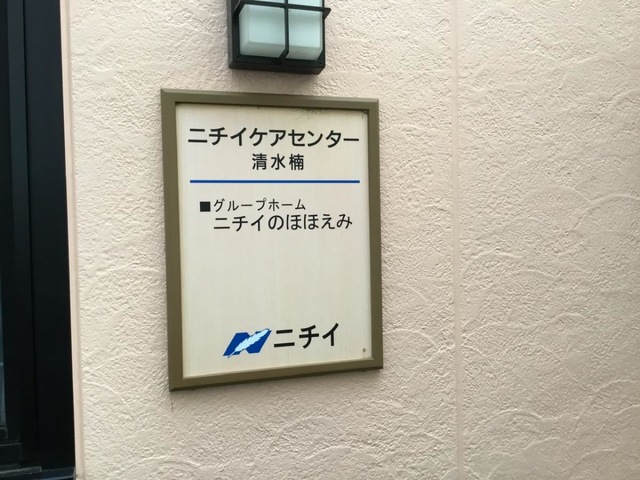 ニチイケアセンター
清水楠
■グループホーム
ニチイのほほえみ
ニチイ